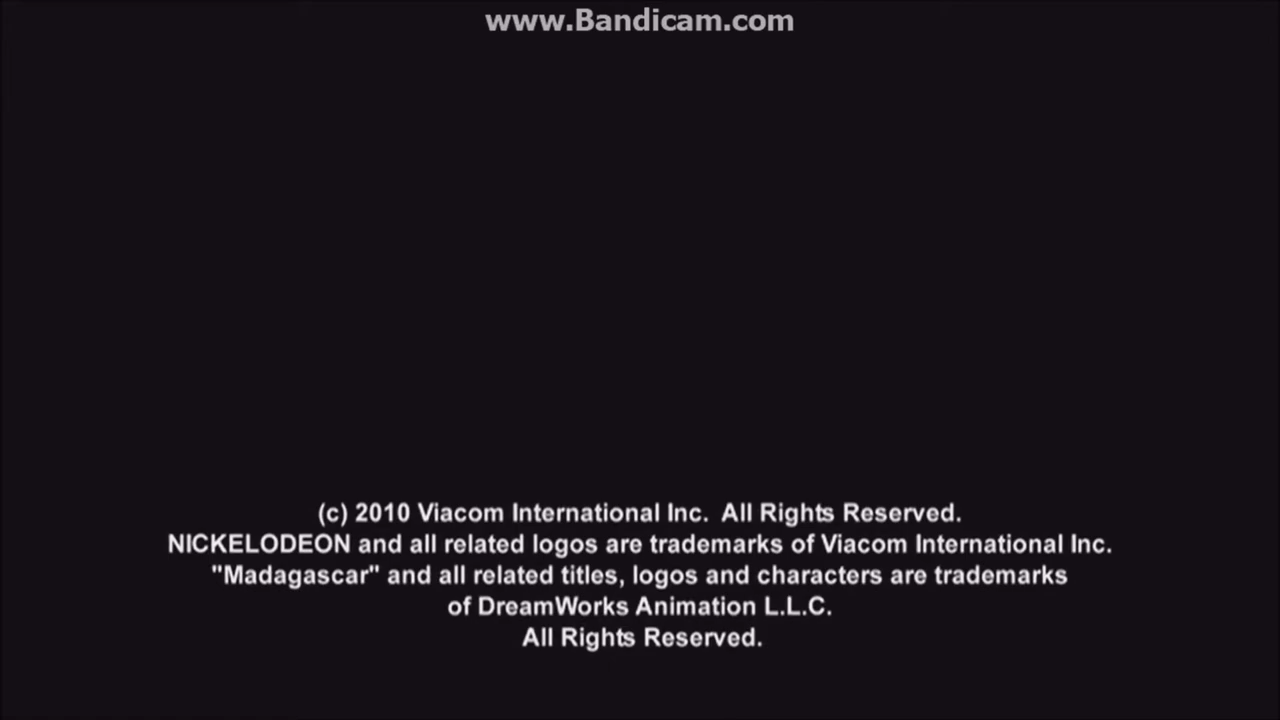 www.Bandicam.com
(c) 2010 Viacom International Inc.  All Rights Reserved.
NICKELODEON and all related logos are trademarks of Viacom International Inc.
"Madagascar" and all related titles, logos and characters are trademarks
of DreamWorks Animation L.L.C.
All Rights Reserved.